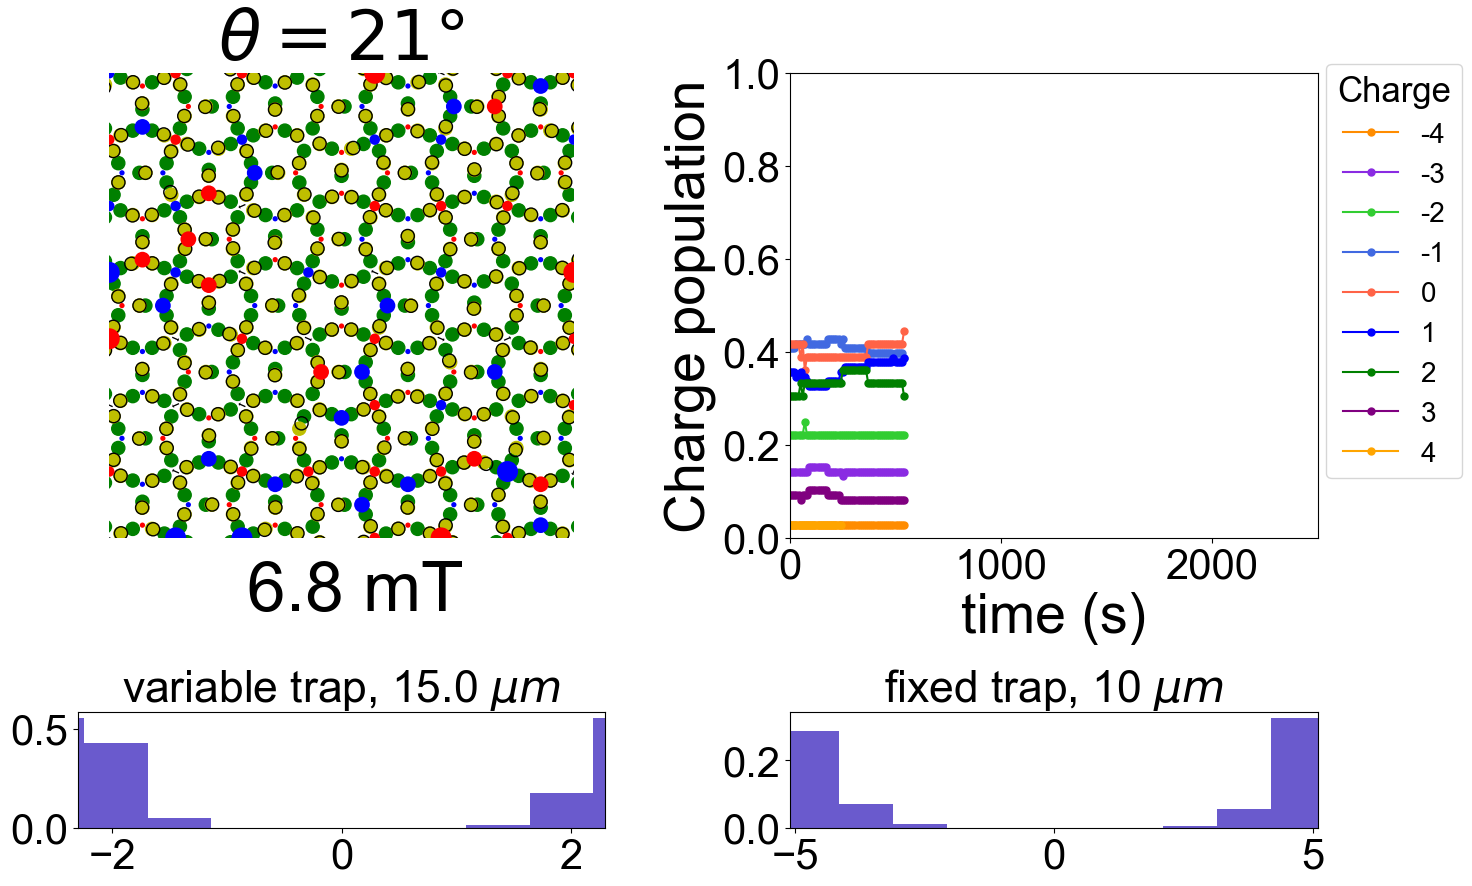 θ = 21°
6.8 mT
Charge population
1.0
0.8
0.6
0.4
0.2
0.0
0 1000 2000
time (s)
Charge
-4
-3
-2
-1
0
1
2
3
4
variable trap, 15.0 μm
0.5
0.0
−2 0 2
fixed trap, 10 μm
0.2
0.0
−5 0 5